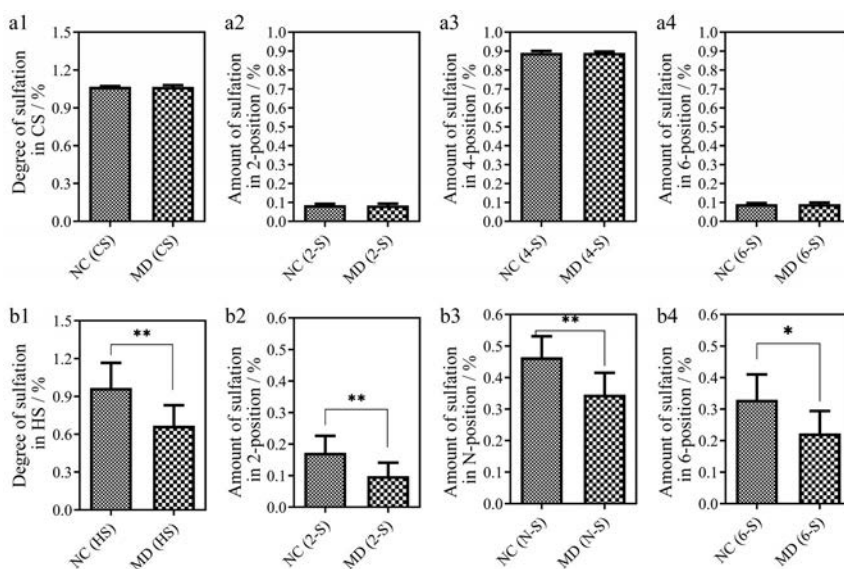 a1
Degree of sulfation
in CS / %
1.5
1.2
0.9
0.6
0.3
0.0
NC (CS)
MD (CS)
a2
Amount of sulfation
in 2-position / %
1.0
0.9
0.8
0.7
0.6
0.5
0.4
0.3
0.2
0.1
0.0
NC (2-S)
MD (2-S)
a3
Amount of sulfation
in 4-position / %
1.0
0.9
0.8
0.7
0.6
0.5
0.4
0.3
0.2
0.1
0.0
NC (4-S)
MD (4-S)
a4
Amount of sulfation
in 6-position / %
1.0
0.9
0.8
0.7
0.6
0.5
0.4
0.3
0.2
0.1
0.0
NC (6-S)
MD (6-S)
b1
Degree of sulfation
in HS / %
1.5
1.2
0.9
0.6
0.3
0.0
**
NC (HS)
MD (HS)
b2
Amount of sulfation
in 2-position / %
0.6
0.5
0.4
0.3
0.2
0.1
0.0
**
NC (2-S)
MD (2-S)
b3
Amount of sulfation
in N-position / %
0.6
0.5
0.4
0.3
0.2
0.1
0.0
**
NC (N-S)
MD (N-S)
b4
Amount of sulfation
in 6-position / %
0.6
0.5
0.4
0.3
0.2
0.1
0.0
*
NC (6-S)
MD (6-S)